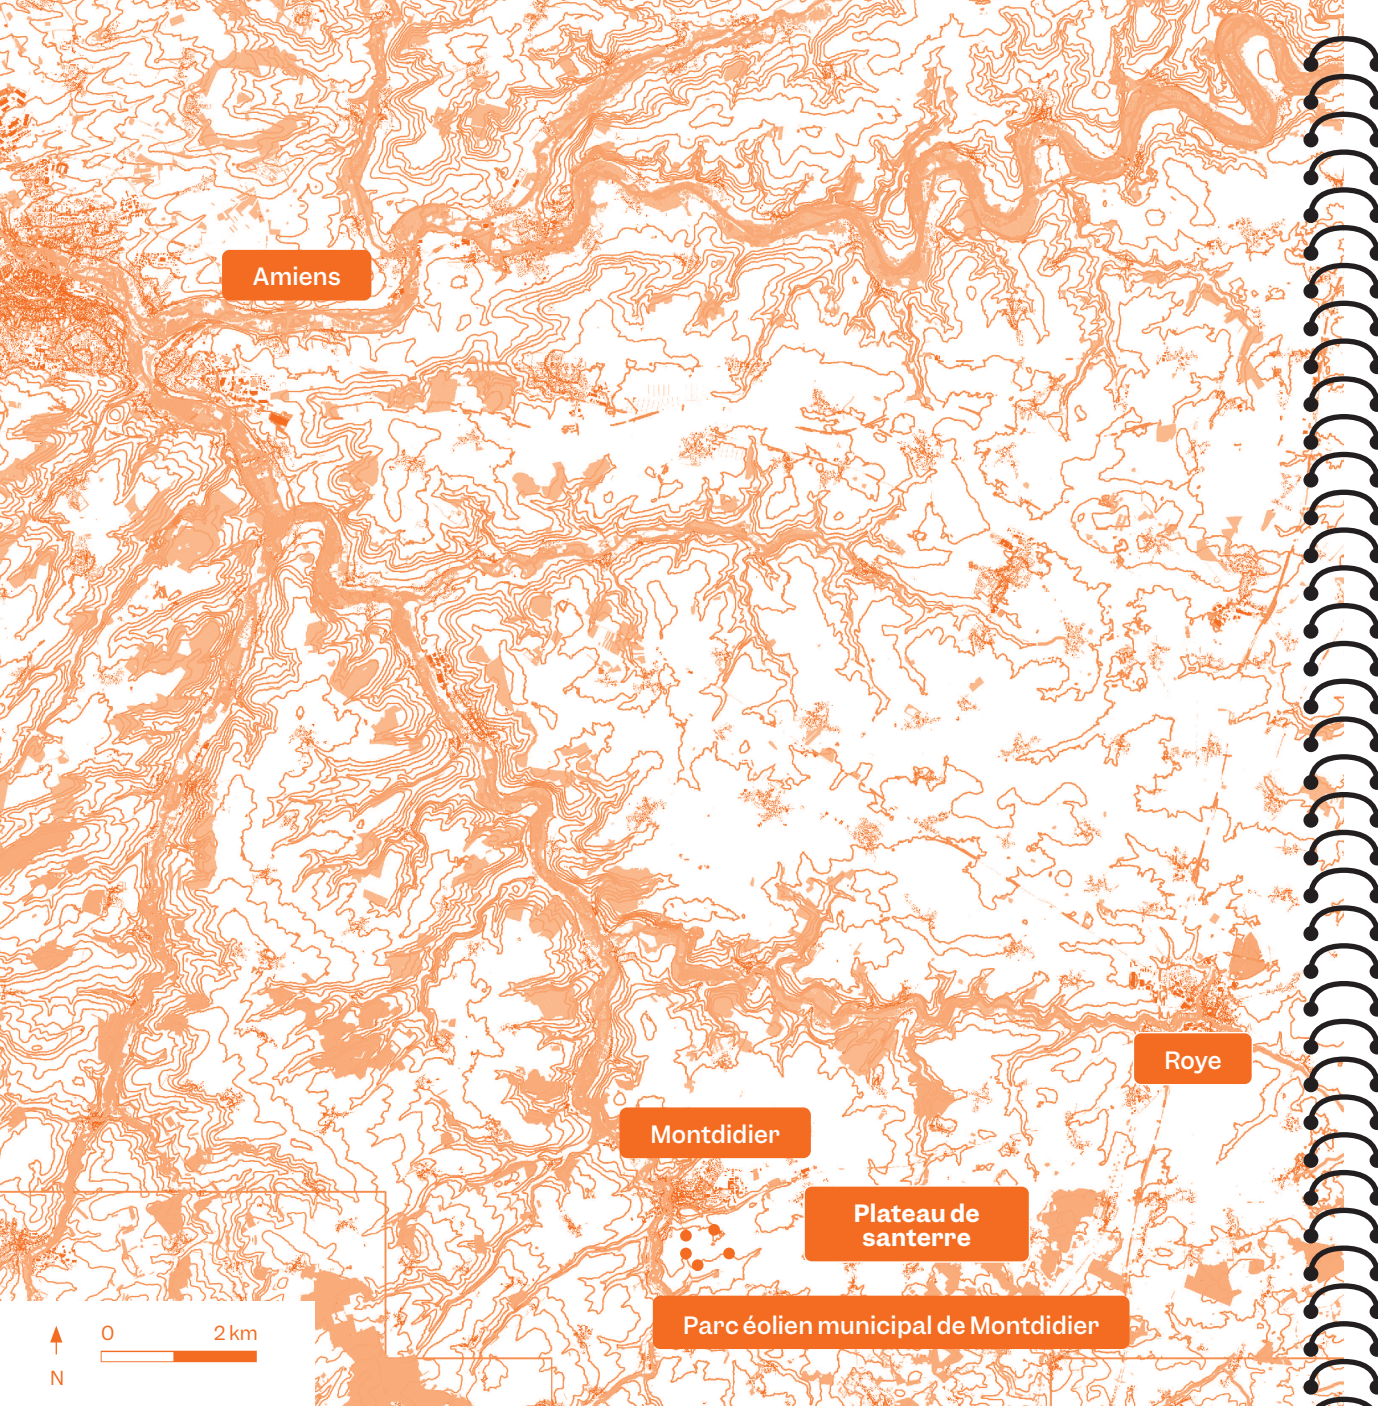 Amiens
Roye
Montdidier
Plateau de
santerre
Parc éolien municipal de Montdidier
0 2 km
N